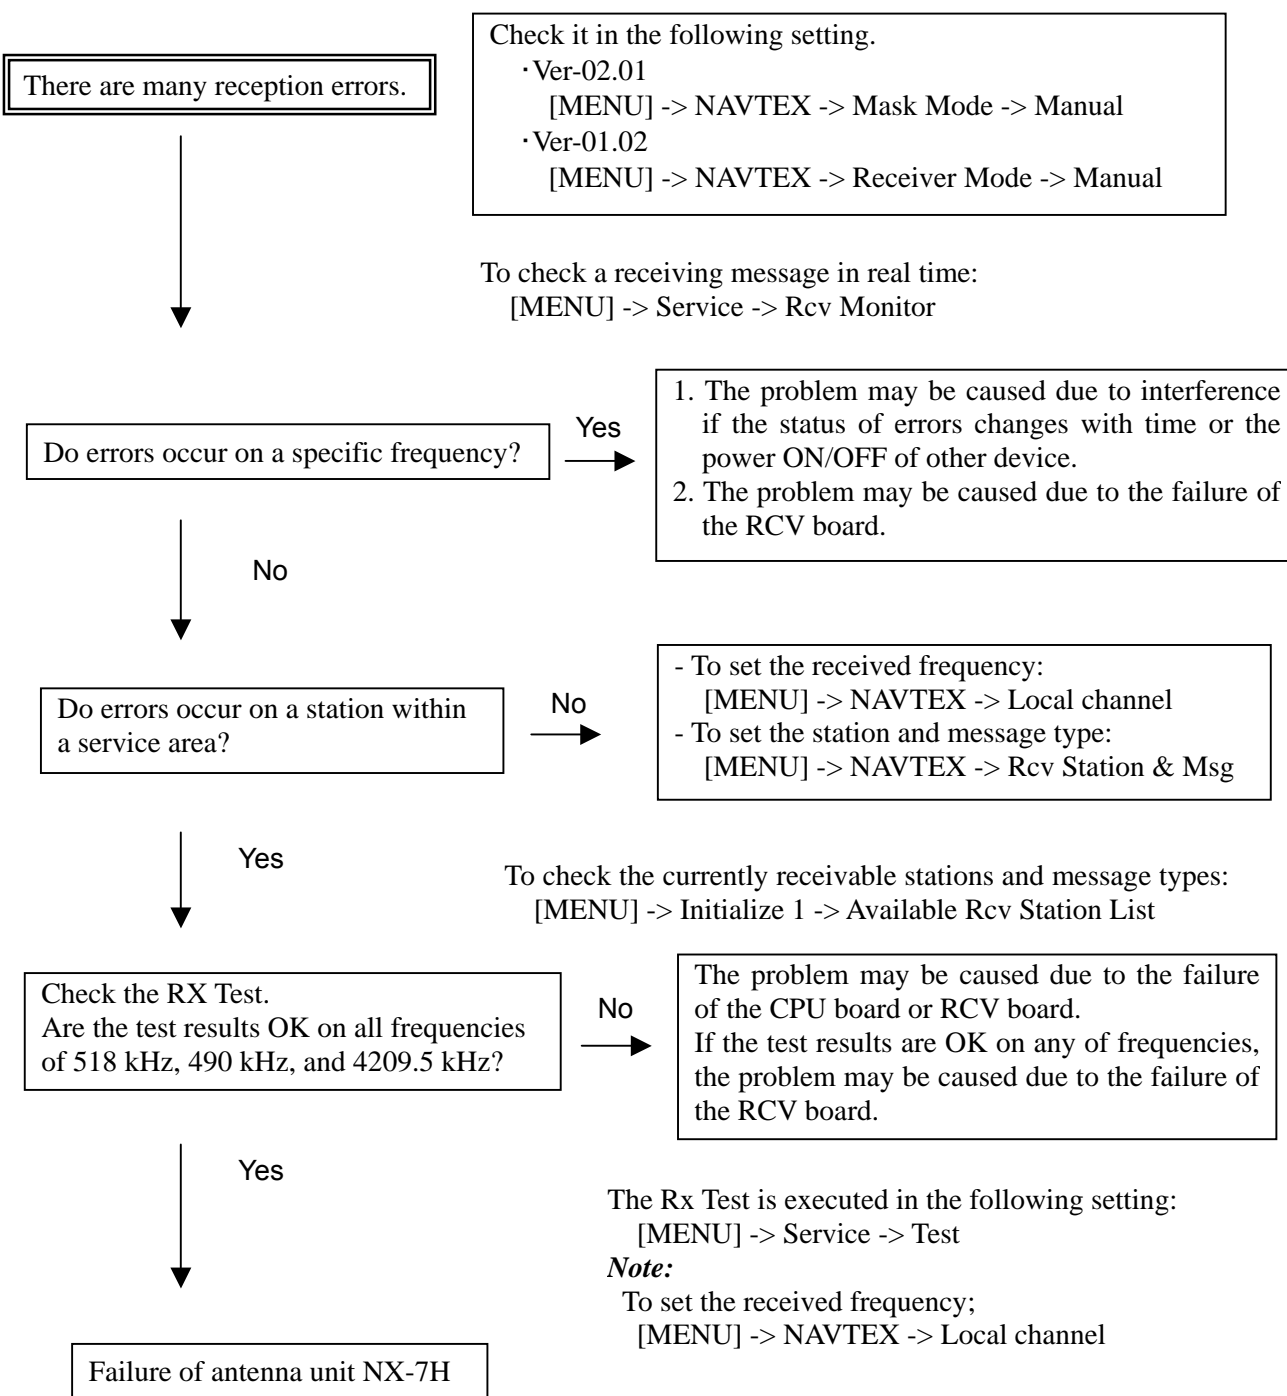 There are many reception errors.
Check it in the following setting.
・Ver-02.01
[MENU] -> NAVTEX -> Mask Mode -> Manual
・Ver-01.02
[MENU] -> NAVTEX -> Receiver Mode -> Manual
To check a receiving message in real time:
[MENU] -> Service -> Rcv Monitor
Do errors occur on a specific frequency?
Yes
1. The problem may be caused due to interference
if the status of errors changes with time or the
power ON/OFF of other device.
2. The problem may be caused due to the failure of
the RCV board.
No
Do errors occur on a station within
a service area?
No
- To set the received frequency:
[MENU] -> NAVTEX -> Local channel
- To set the station and message type:
[MENU] -> NAVTEX -> Rcv Station & Msg
Yes
To check the currently receivable stations and message types:
[MENU] -> Initialize 1 -> Available Rcv Station List
Check the RX Test.
Are the test results OK on all frequencies
of 518 kHz, 490 kHz, and 4209.5 kHz?
No
The problem may be caused due to the failure
of the CPU board or RCV board.
If the test results are OK on any of frequencies,
the problem may be caused due to the failure of
the RCV board.
Yes
The Rx Test is executed in the following setting:
[MENU] -> Service -> Test
Note:
To set the received frequency;
[MENU] -> NAVTEX -> Local channel
Failure of antenna unit NX-7H